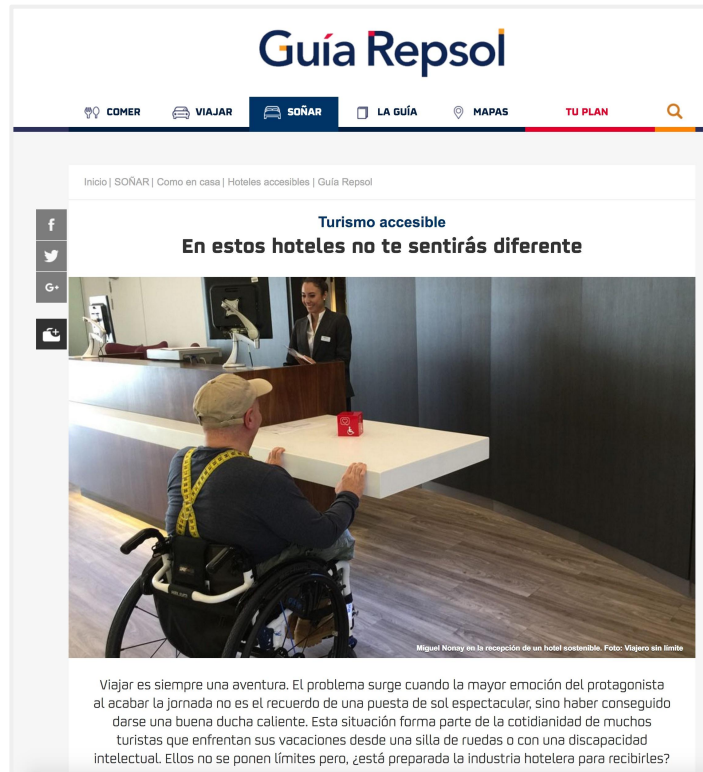 Guía Repsol
COMER VIAJAR SOÑAR LA GUÍA MAPAS TU PLAN
Inicio | SOÑAR | Como en casa | Hoteles accesibles | Guía Repsol
f
G+
Turismo accesible
En estos hoteles no te sentirás diferente
Miguel Nonay en la recepción de un hotel sostenible. Foto: Viajero sin límite
Viajar es siempre una aventura. El problema surge cuando la mayor emoción del protagonista
al acabar la jornada no es el recuerdo de una puesta de sol espectacular, sino haber conseguido
darse una buena ducha caliente. Esta situación forma parte de la cotidianidad de muchos
turistas que enfrentan sus vacaciones desde una silla de ruedas o con una discapacidad
intelectual. Ellos no se ponen límites pero, ¿está preparada la industria hotelera para recibirles?